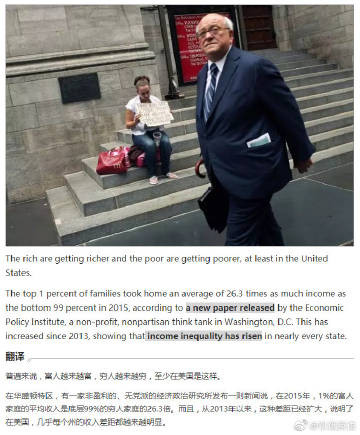 The rich are getting richer and the poor are getting poorer, at least in the United
States.
The top 1 percent of families took home an average of 26.3 times as much income as
the bottom 99 percent in 2015, according to a new paper released by the Economic
Policy Institute, a non-profit, nonpartisan think tank in Washington, D.C. This has
increased since 2013, showing that income inequality has risen in nearly every state.
翻译
普遍来说，富人越来越富，穷人越来越穷，至少在美国是这样。
在华盛顿特区，有一家非盈利的、无党派的经济政治研究所发布一则新闻说，在2015年，1%的富人
家庭的平均收入是底层99%的穷人家庭的26.3倍。而且，从2013年以来，这种差距已经扩大，说明了
在美国，几乎每个州的收入差距都越来越明显。